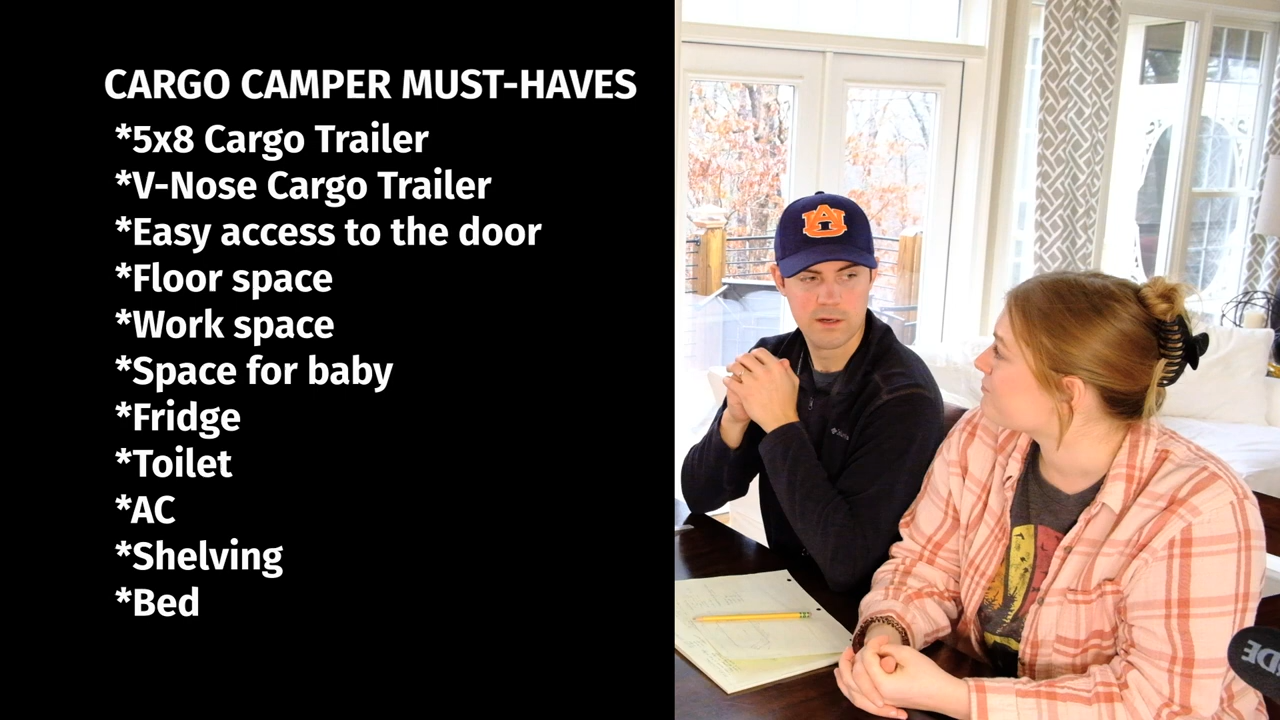 CARGO CAMPER MUST-HAVES
*5x8 Cargo Trailer
*V-Nose Cargo Trailer
*Easy access to the door
*Floor space
*Work space
*Space for baby
*Fridge
*Toilet
*AC
*Shelving
*Bed
AU